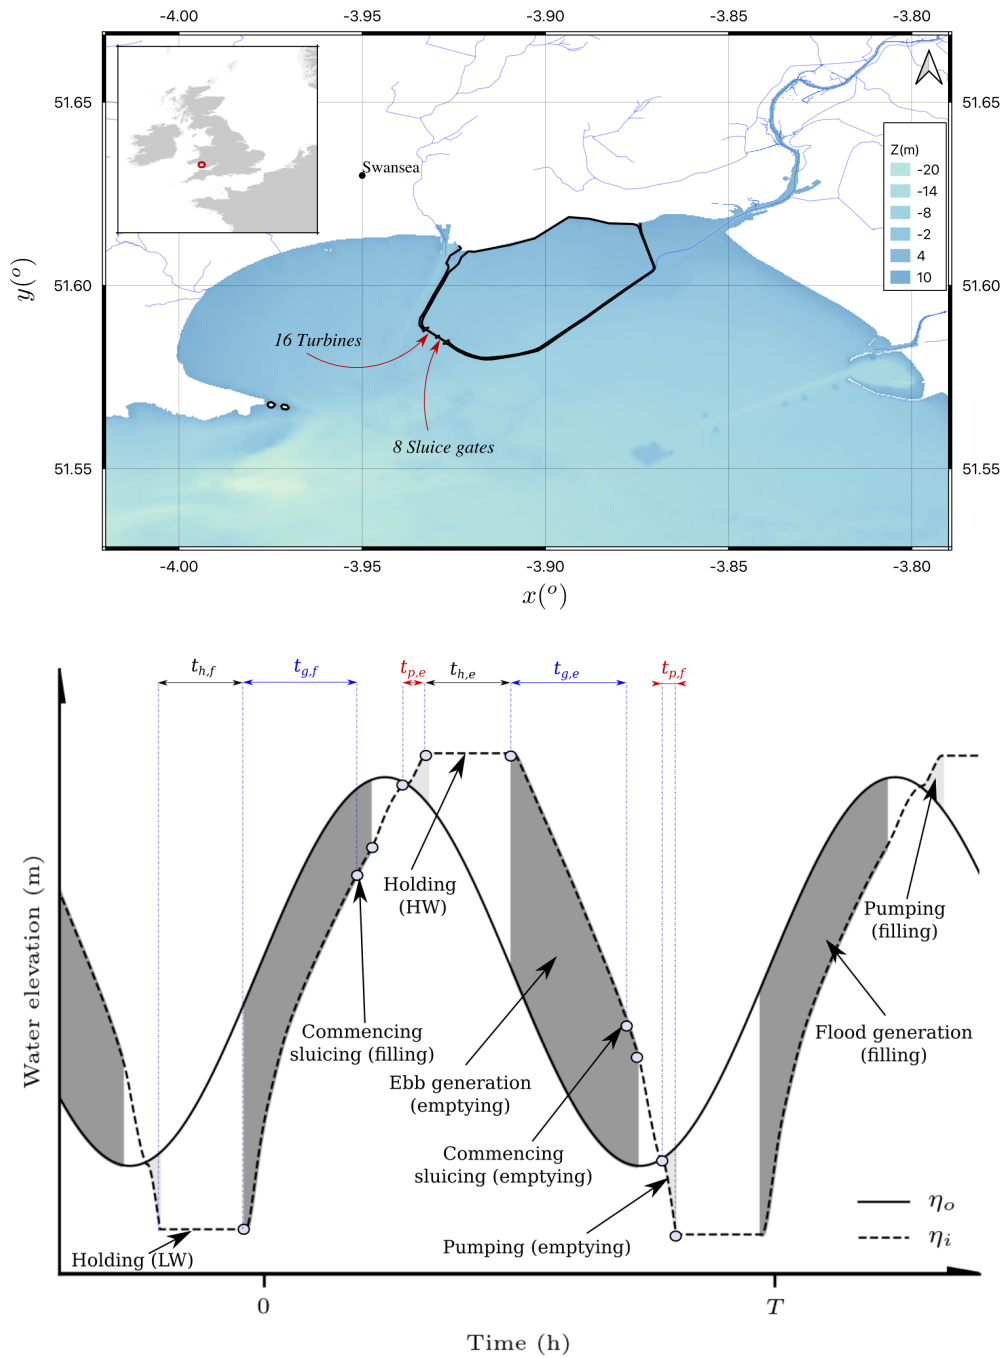 -4.00 -3.95 -3.90 -3.85 -3.80
51.65 51.65
Swansea
Z(m)
-20
-14
-8
-2
4
10
y(°)
51.60 51.60
16 Turbines
8 Sluice gates
51.55 51.55
-4.00 -3.95 -3.90 -3.85 -3.80
x(°)
t_{h,f} t_{g,f} t_{p,e} t_{h,e} t_{g,e} t_{p,f}
Water elevation (m)
Holding
(HW)
Pumping
(filling)
Commencing
sluicing (filling)
Flood generation
(filling)
Ebb generation
(emptying)
Commencing
sluicing (emptying)
Pumping (emptying)
Holding (LW)
η_o
η_i
0 T
Time (h)